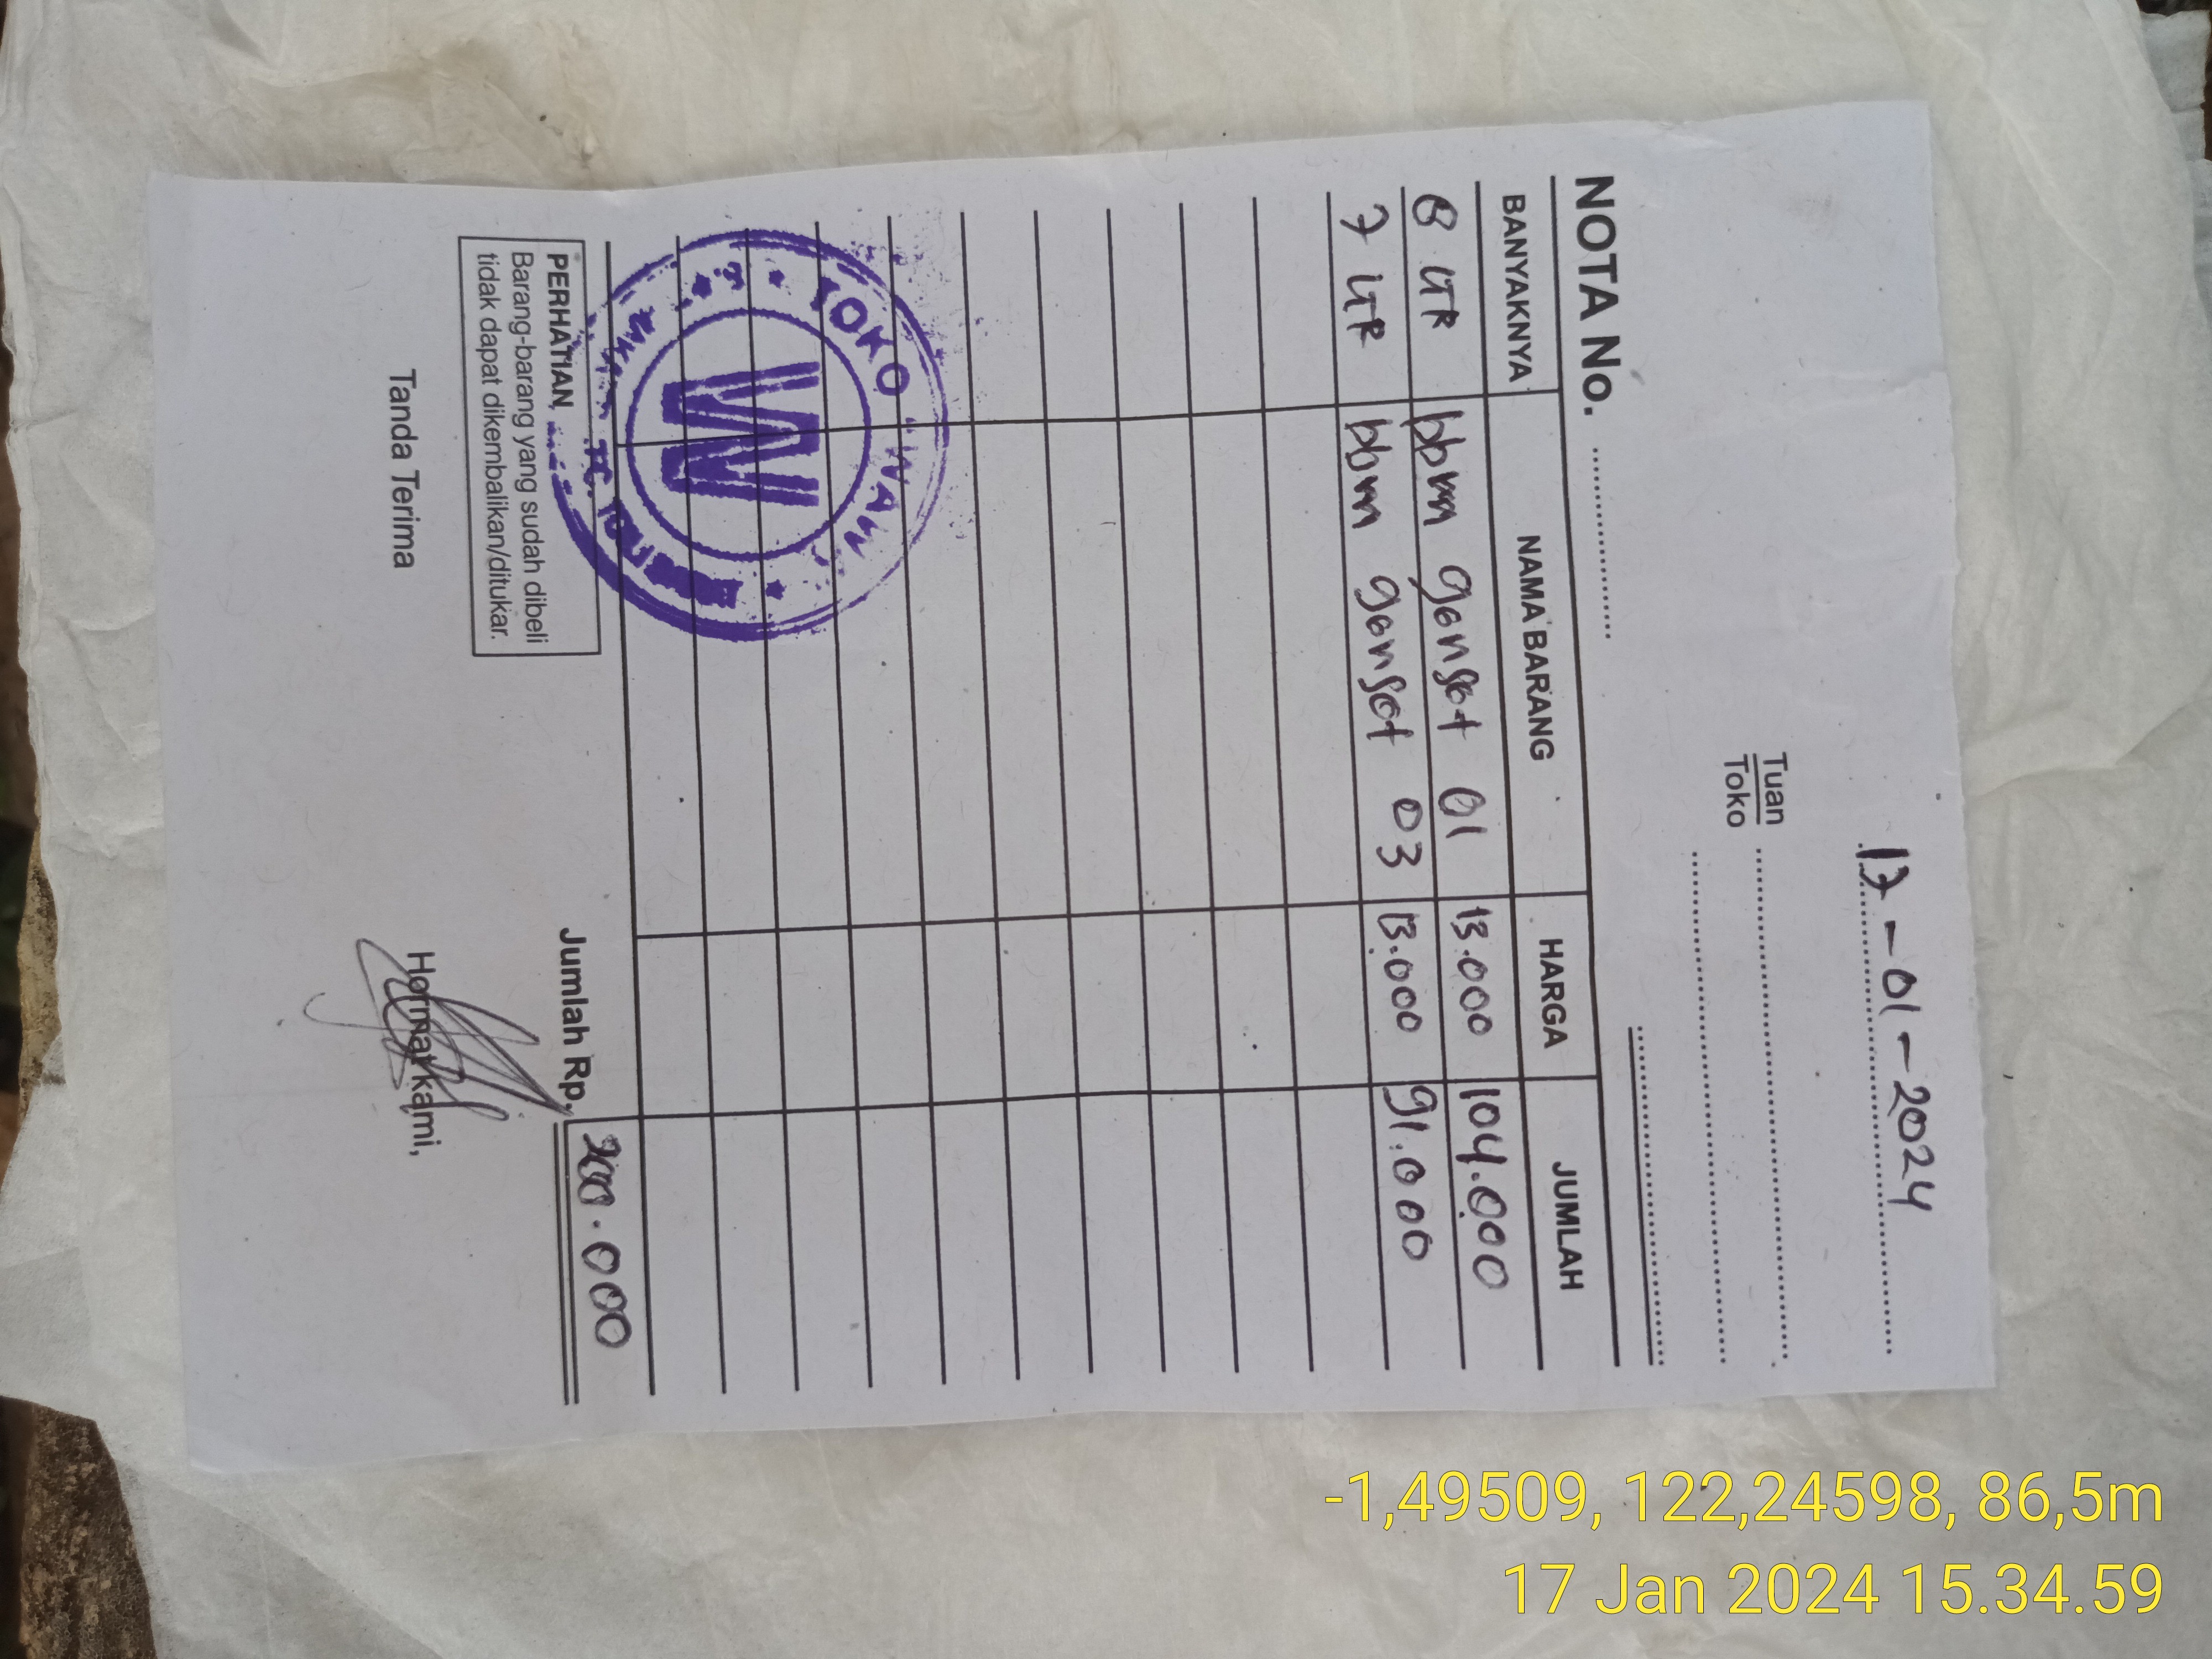 17-01-2024
Tuan
Toko
NOTA No.
BANYAKNYA NAMA BARANG HARGA JUMLAH
8 LTR bbm genset 01 13.000 104.000
7 LTR bbm genset 03 13.000 91.000
TOKO "WAN"
W
Jumlah Rp. 200.000
PERHATIAN
Barang-barang yang sudah dibeli
tidak dapat dikembalikan/ditukar.
Tanda Terima Hormat kami,
-1,49509, 122,24598, 86,5m
17 Jan 2024 15.34.59